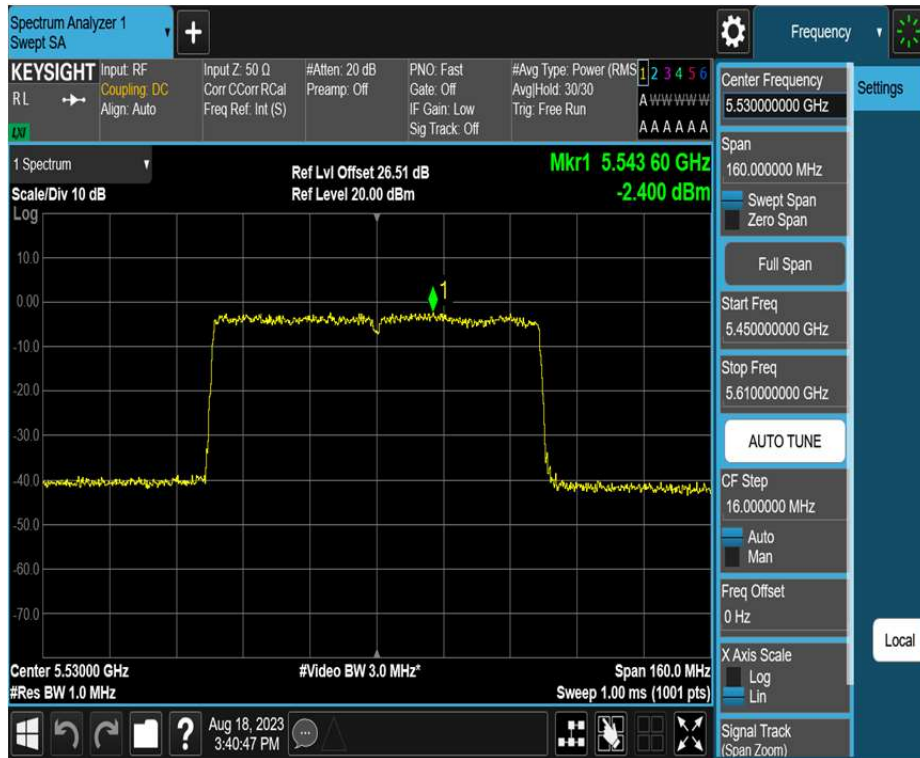 Spectrum Analyzer 1
Swept SA
+
Frequency
KEYSIGHT
R L
LXI
Input: RF
Coupling: DC
Align: Auto
Input Z: 50 Ω
Corr CCorr RCal
Freq Ref: Int (S)
#Atten: 20 dB
Preamp: Off
PNO: Fast
Gate: Off
IF Gain: Low
Sig Track: Off
#Avg Type: Power (RMS
Avg|Hold: 30/30
Trig: Free Run
1 2 3 4 5 6
A W W W W W
A A A A A A
Center Frequency
5.530000000 GHz
Settings
1 Spectrum
Scale/Div 10 dB
Log
Ref Lvl Offset 26.51 dB
Ref Level 20.00 dBm
Mkr1 5.543 60 GHz
-2.400 dBm
Span
160.000000 MHz
Swept Span
Zero Span
Full Span
Start Freq
5.450000000 GHz
Stop Freq
5.610000000 GHz
AUTO TUNE
CF Step
16.000000 MHz
Auto
Man
Freq Offset
0 Hz
X Axis Scale
Log
Lin
Signal Track
(Span Zoom)
Local
10.0
0.00
-10.0
-20.0
-30.0
-40.0
-50.0
-60.0
-70.0
1
Center 5.53000 GHz
#Res BW 1.0 MHz
#Video BW 3.0 MHz*
Span 160.0 MHz
Sweep 1.00 ms (1001 pts)
?
Aug 18, 2023
3:40:47 PM